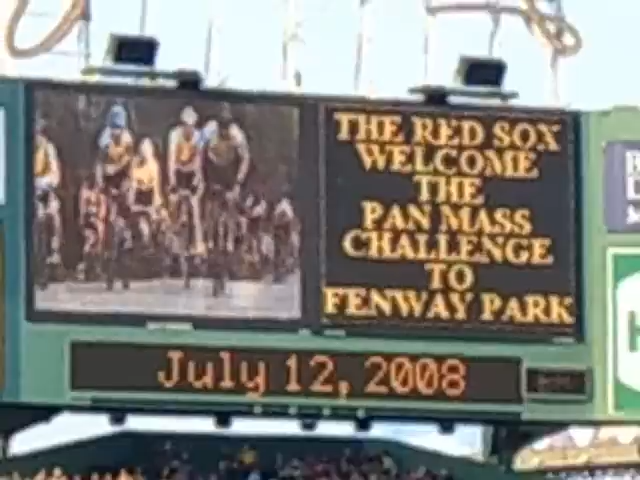 THE RED SOX
WELCOME
THE
PAN MASS
CHALLENGE
TO
FENWAY PARK
July 12, 2008